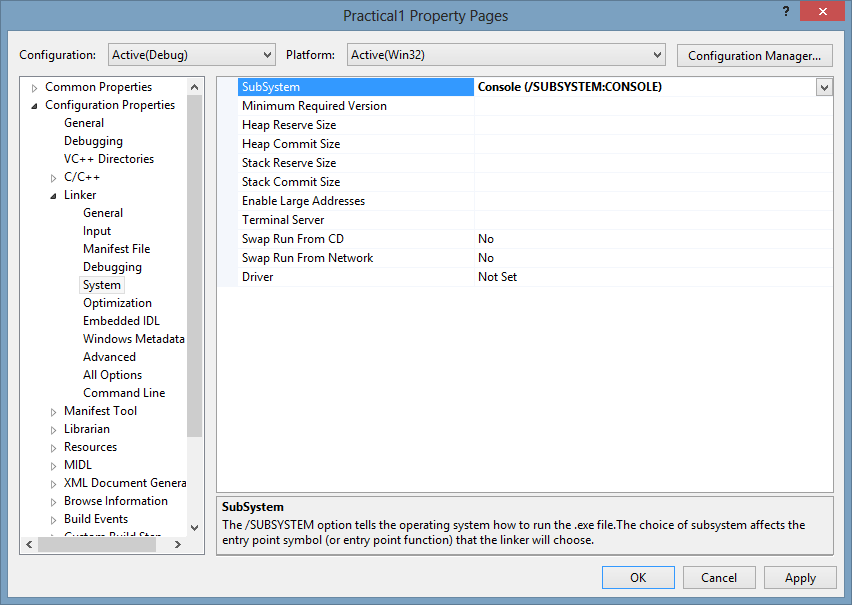 Practical1 Property Pages
?
Configuration: Active(Debug) Platform: Active(Win32) Configuration Manager...
Common Properties
Configuration Properties
General
Debugging
VC++ Directories
C/C++
Linker
General
Input
Manifest File
Debugging
System
Optimization
Embedded IDL
Windows Metadata
Advanced
All Options
Command Line
Manifest Tool
Librarian
Resources
MIDL
XML Document Genera
Browse Information
Build Events
Custom Build Step
SubSystem Console (/SUBSYSTEM:CONSOLE)
Minimum Required Version
Heap Reserve Size
Heap Commit Size
Stack Reserve Size
Stack Commit Size
Enable Large Addresses
Terminal Server
Swap Run From CD No
Swap Run From Network No
Driver Not Set
SubSystem
The /SUBSYSTEM option tells the operating system how to run the .exe file.The choice of subsystem affects the
entry point symbol (or entry point function) that the linker will choose.
OK Cancel Apply